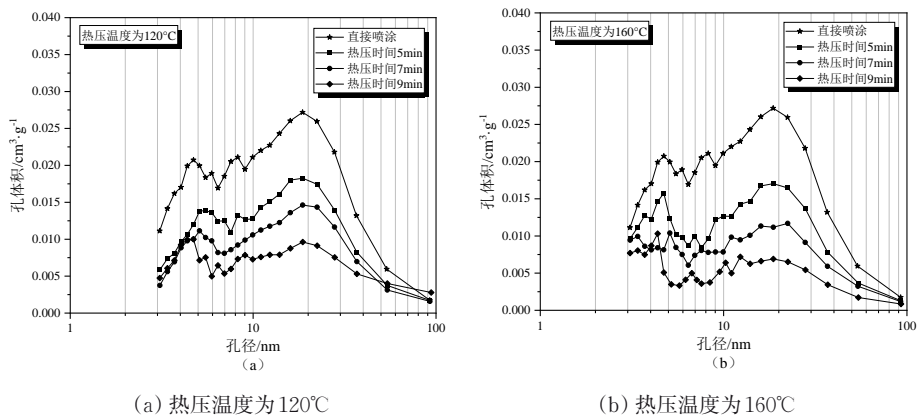 0.040
0.035
0.030
0.025
0.020
0.015
0.010
0.005
0.000
孔体积/cm³·g⁻¹
热压温度为120°C
直接喷涂
热压时间5min
热压时间7min
热压时间9min
1
10
100
孔径/nm
（a）
0.040
0.035
0.030
0.025
0.020
0.015
0.010
0.005
0.000
孔体积/cm³·g⁻¹
热压温度为160°C
直接喷涂
热压时间5min
热压时间7min
热压时间9min
1
10
100
孔径/nm
（b）
(a) 热压温度为120℃
(b) 热压温度为160℃